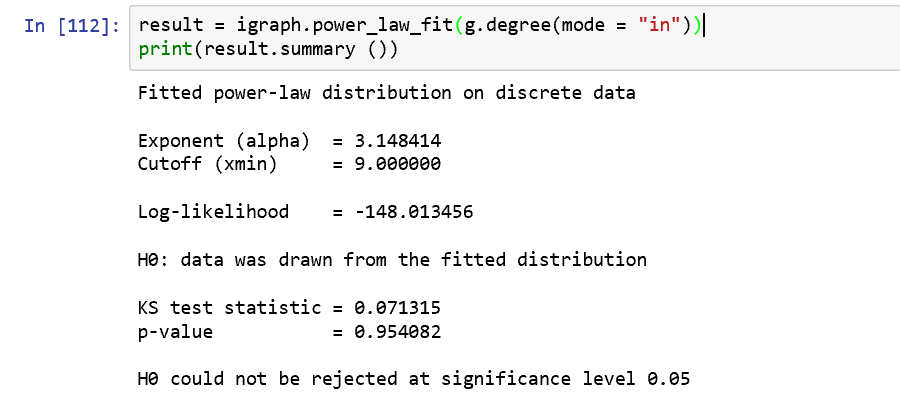 In [112]: result = igraph.power_law_fit(g.degree(mode = "in"))
print(result.summary ())
Fitted power-law distribution on discrete data
Exponent (alpha) = 3.148414
Cutoff (xmin) = 9.000000
Log-likelihood = -148.013456
H0: data was drawn from the fitted distribution
KS test statistic = 0.071315
p-value = 0.954082
H0 could not be rejected at significance level 0.05